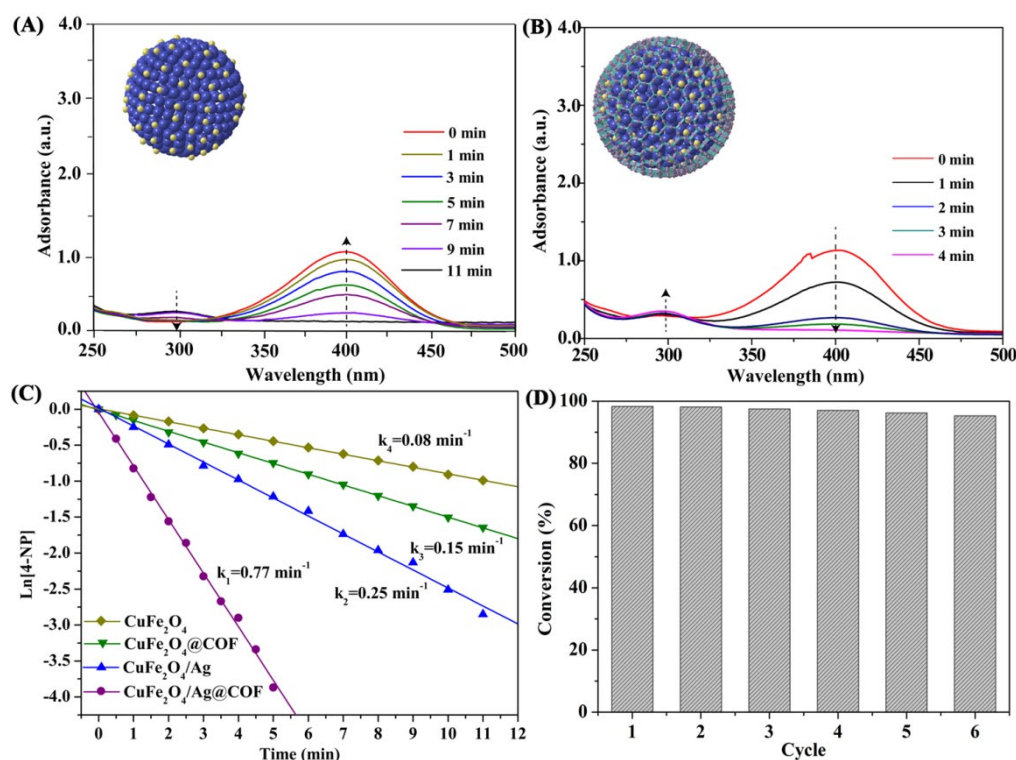 (A)
4.0
3.0
2.0
1.0
0.0
Adsorbance (a.u.)
0 min
1 min
3 min
5 min
7 min
9 min
11 min
250 300 350 400 450 500
Wavelength (nm)
(B)
4.0
3.0
2.0
1.0
0.0
Adsorbance (a.u.)
0 min
1 min
2 min
3 min
4 min
250 300 350 400 450 500
Wavelength (nm)
(C)
0.0
-0.5
-1.0
-1.5
-2.0
-2.5
-3.0
-3.5
-4.0
Ln[4-NP]
k4=0.08 min-1
k3=0.15 min-1
k1=0.77 min-1
k2=0.25 min-1
CuFe2O4
CuFe2O4@COF
CuFe2O4/Ag
CuFe2O4/Ag@COF
0 1 2 3 4 5 6 7 8 9 10 11 12
Time (min)
(D)
100
80
60
40
20
0
Conversion (%)
1 2 3 4 5 6
Cycle